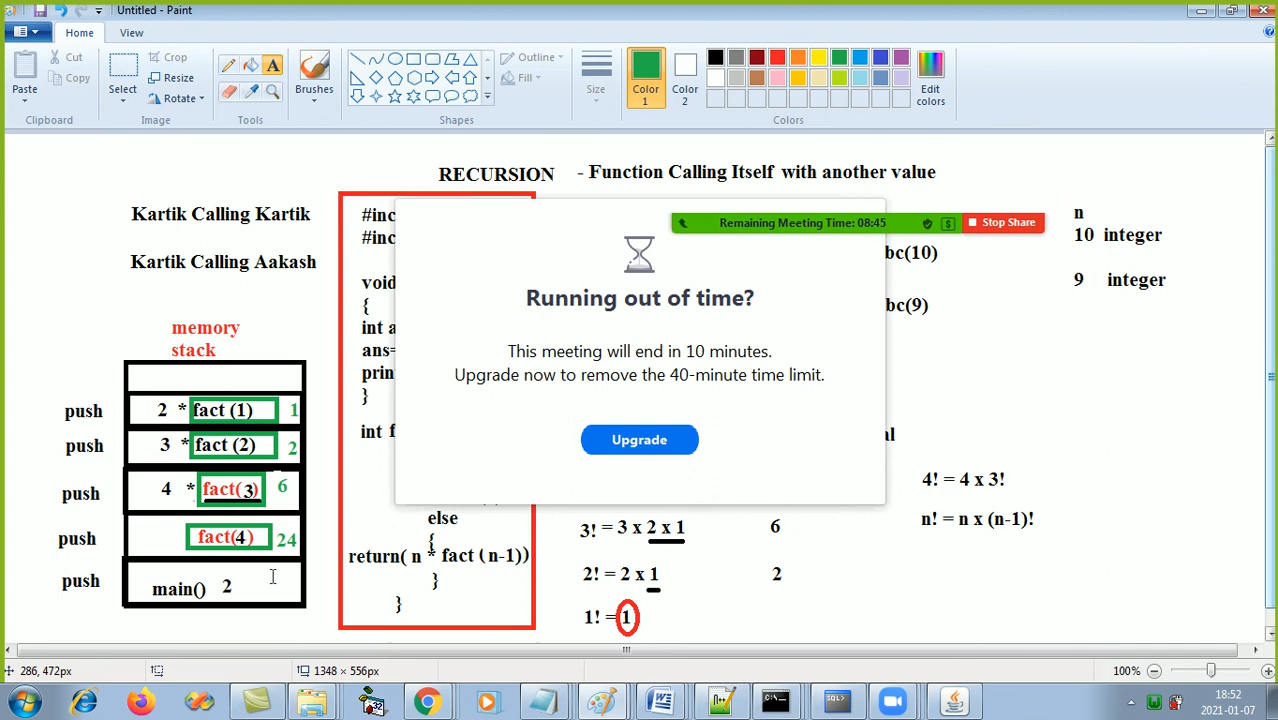 Untitled - Paint
Home
View
Paste
Cut
Copy
Clipboard
Select
Crop
Resize
Rotate
Image
Tools
Brushes
Shapes
Outline
Fill
Size
Color 1
Color 2
Edit colors
Colors
RECURSION - Function Calling Itself with another value
Kartik Calling Kartik
Kartik Calling Aakash
memory
stack
push 2 * fact (1) 1
push 3 * fact (2) 2
push 4 * fact(3) 6
push fact(4) 24
push main() 2
#inc
#inc
void
{
int a
ans=
prin
}
int f
else
{
return( n * fact (n-1))
}
}
Remaining Meeting Time: 08:45
Stop Share
Running out of time?
This meeting will end in 10 minutes.
Upgrade now to remove the 40-minute time limit.
Upgrade
bc(10)
bc(9)
al
n
10 integer
9 integer
4! = 4 x 3!
n! = n x (n-1)!
3! = 3 x 2 x 1 6
2! = 2 x 1 2
1! = 1
286, 472px
1348 × 556px
100%
18:52
2021-01-07